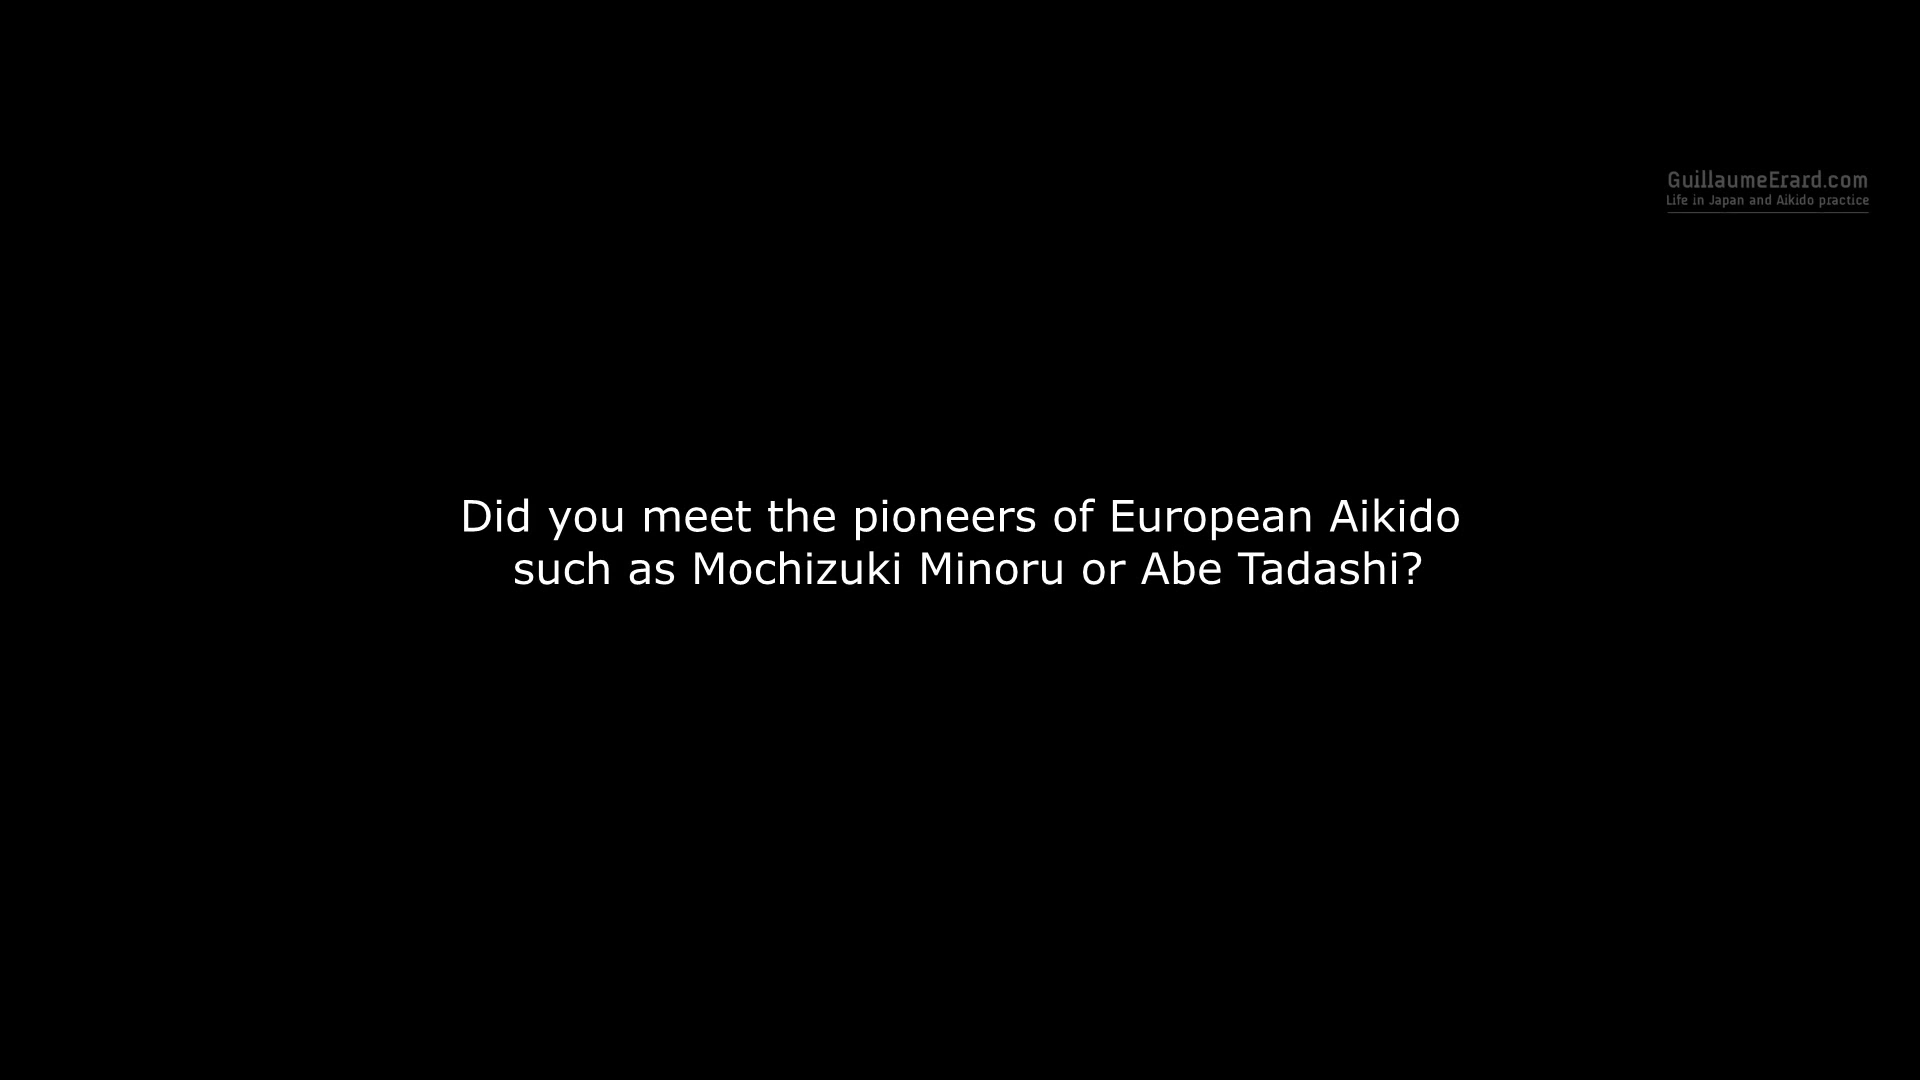 GuillaumeErard.com
Life in Japan and Aikido practice
Did you meet the pioneers of European Aikido
such as Mochizuki Minoru or Abe Tadashi?